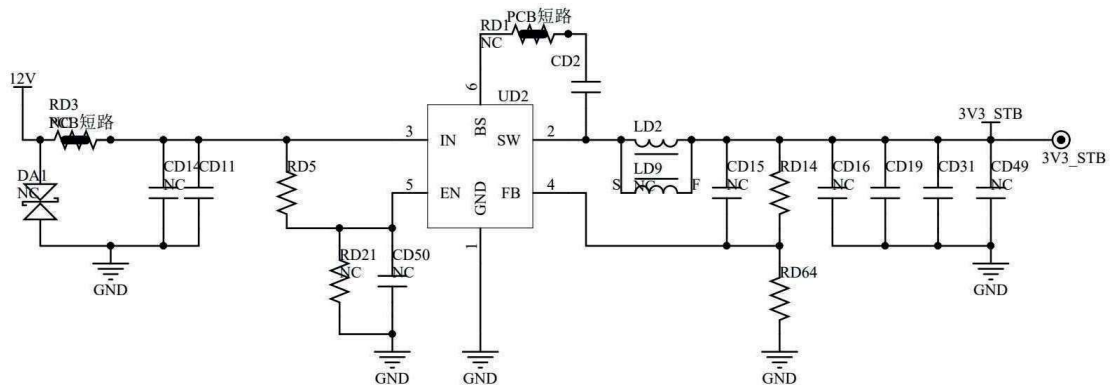 PCB短路
RD1
NC
CD2
12V
RD3
PCB短路
6
UD2
BS
3
IN
SW
2
LD2
3V3_STB
3V3_STB
DA1
NC
CD14
NC
CD11
RD5
5
EN
GND
FB
4
S
LD9
NC
F
CD15
NC
RD14
CD16
NC
CD19
CD31
CD49
NC
1
RD21
NC
CD50
NC
RD64
GND
GND
GND
GND
GND